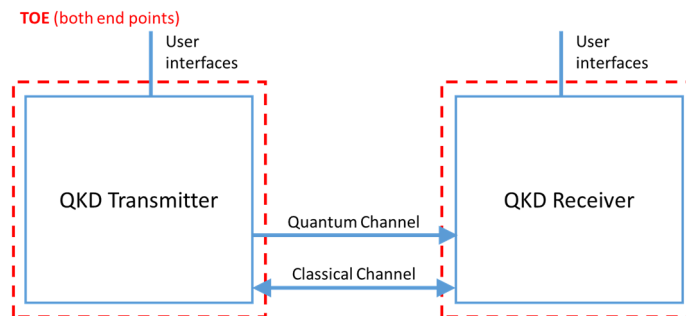 TOE (both end points)
User
interfaces
User
interfaces
QKD Transmitter
QKD Receiver
Quantum Channel
Classical Channel